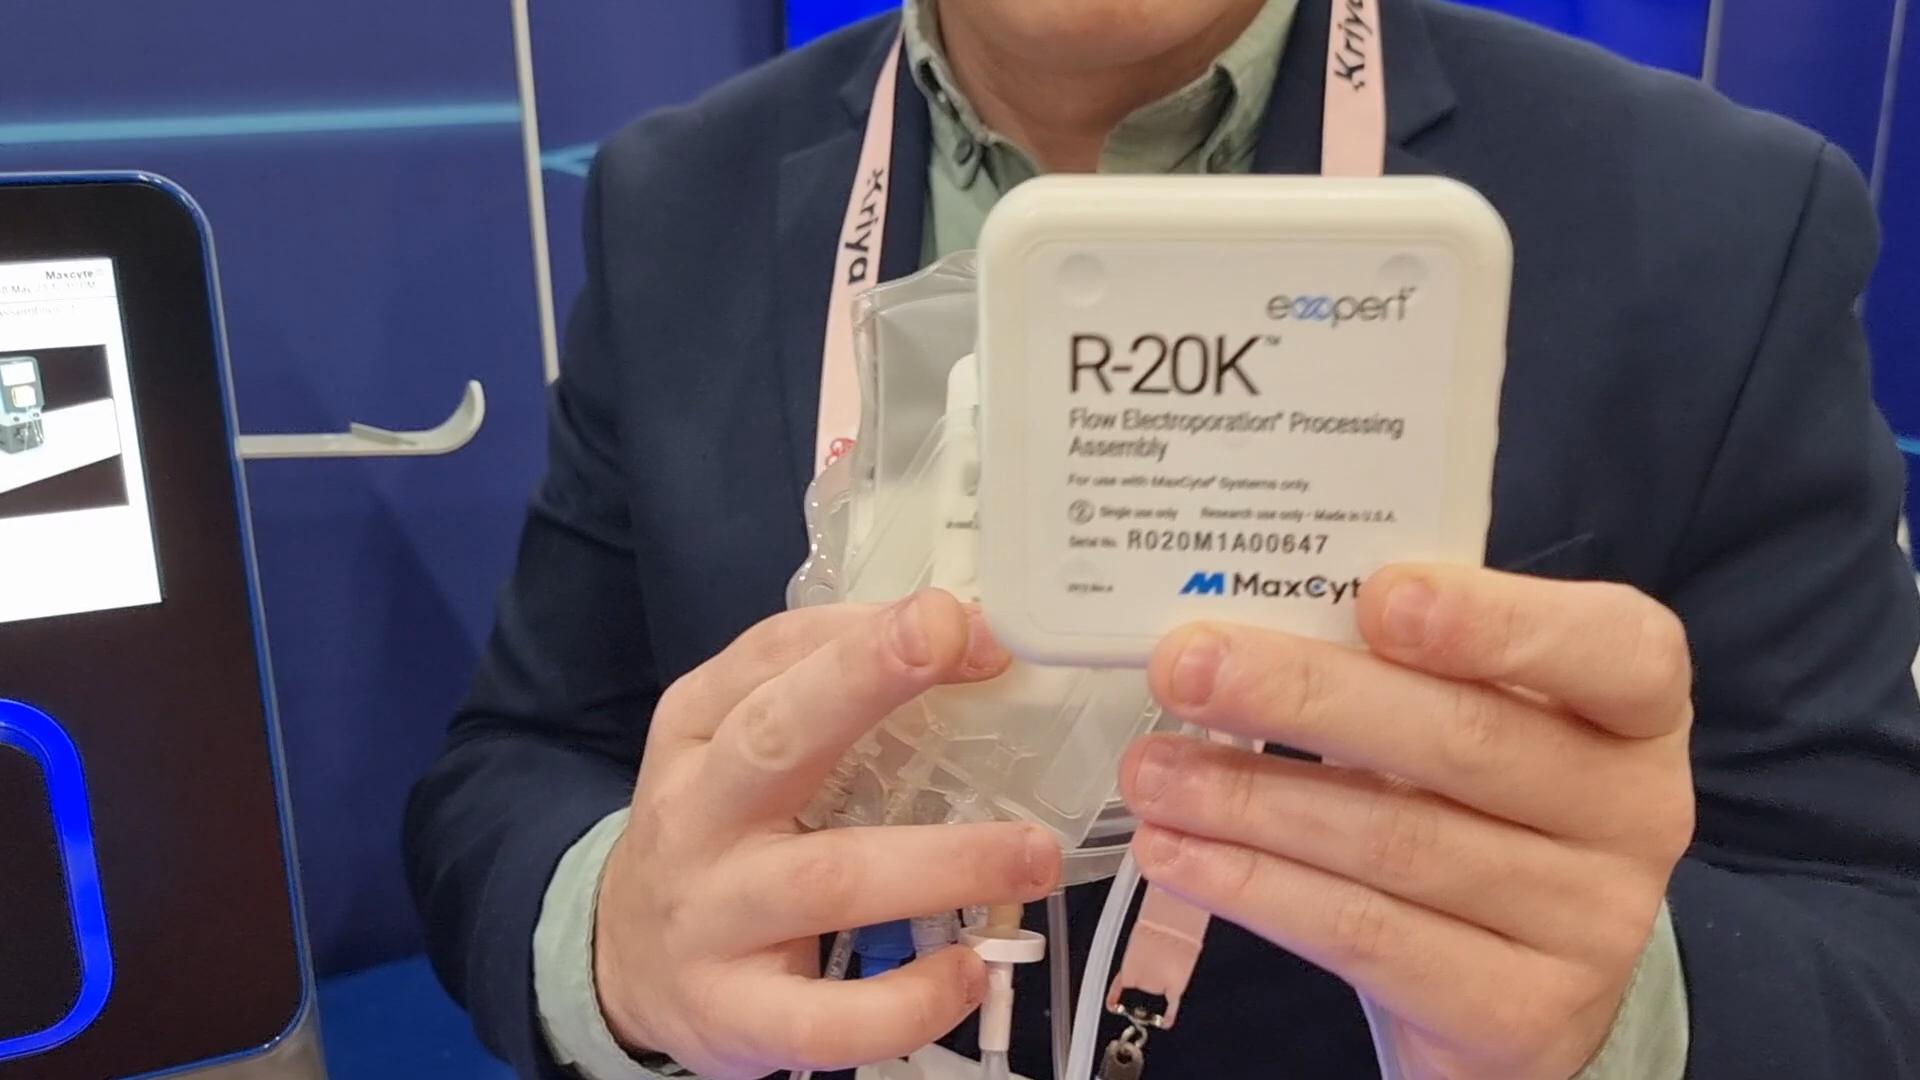 Kriya
Kriya
Maxcyte
expert
R-20K™
Flow Electroporation® Processing
Assembly
For use with MaxCyte® Systems only.
Single use only Research use only - Made in U.S.A.
Serial No. R020M1A00647
MaxCyt